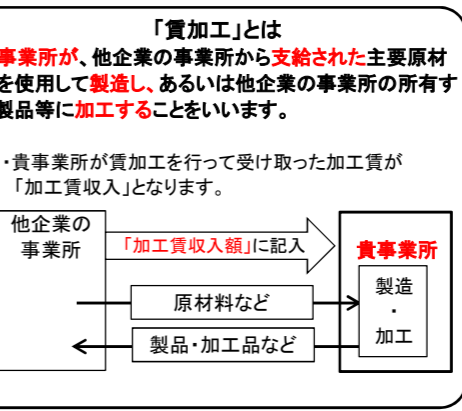 「賃加工」とは
事業所が、他企業の事業所から支給された主要原材
を使用して製造し、あるいは他企業の事業所の所有す
製品等に加工することをいいます。
・貴事業所が賃加工を行って受け取った加工賃が
「加工賃収入」となります。
他企業の
事業所
「加工賃収入額」に記入
貴事業所
原材料など
製造
・
加工
製品・加工品など